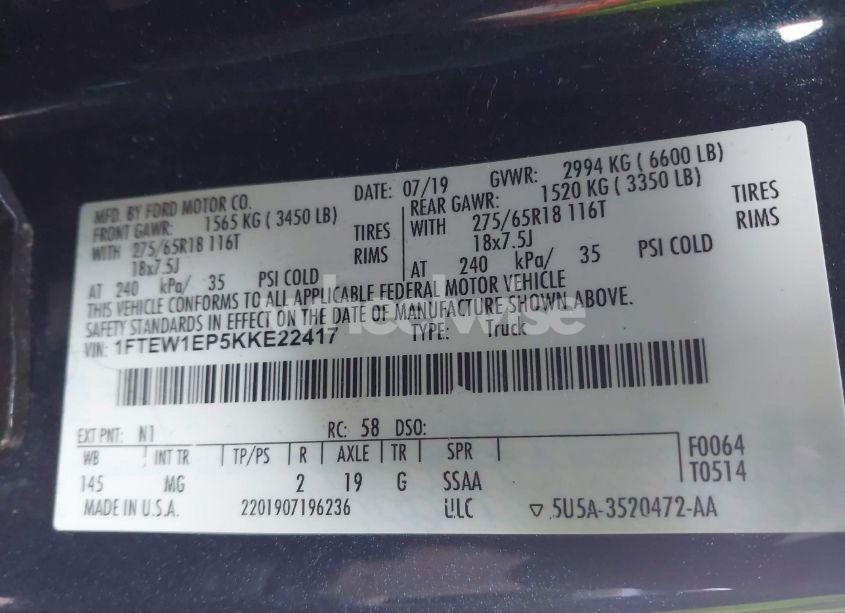 MFD. BY FORD MOTOR CO.
DATE: 07/19 GVWR: 2994 KG ( 6600 LB)
FRONT GAWR: 1565 KG ( 3450 LB)
WITH 275/65R18 116T TIRES
18x7.5J RIMS
AT 240 kPa/ 35 PSI COLD
REAR GAWR: 1520 KG ( 3350 LB)
WITH 275/65R18 116T TIRES
18x7.5J RIMS
AT 240 kPa/ 35 PSI COLD
THIS VEHICLE CONFORMS TO ALL APPLICABLE FEDERAL MOTOR VEHICLE
SAFETY STANDARDS IN EFFECT ON THE DATE OF MANUFACTURE SHOWN ABOVE.
VIN: 1FTEW1EP5KKE22417 TYPE: Truck
EXT PNT: N1 RC: 58 DSO:
WB INT TR TP/PS R AXLE TR SPR
145 MG 2 19 G SSAA
F0064
T0514
MADE IN U.S.A. 2201907196236 ULC ▽ 5U5A-3520472-AA